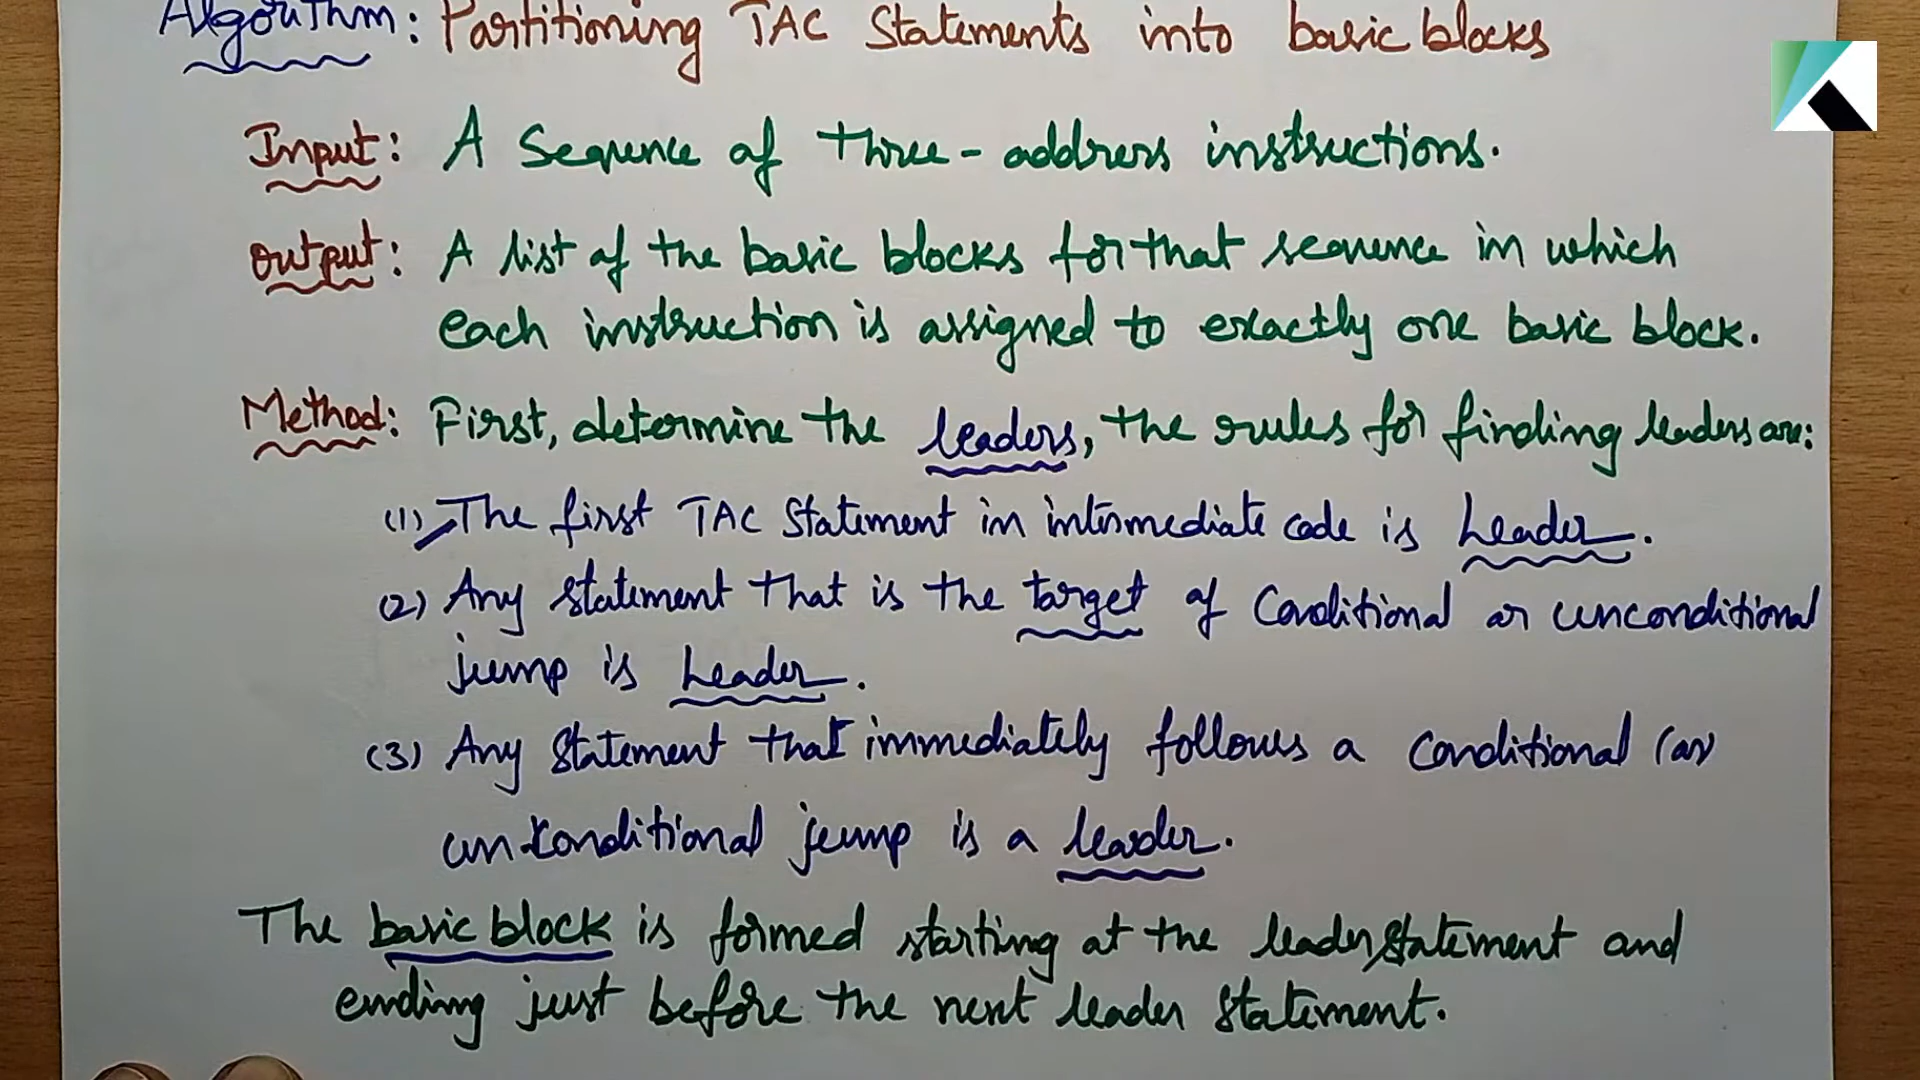 Algorithm: Partitioning TAC Statements into basic blocks
Input: A Sequence of three-address instructions.
Output: A list of the basic blocks for that sequence in which
each instruction is assigned to exactly one basic block.
Method: First, determine the leaders, the rules for finding leaders are:
(1) The first TAC Statement in intermediate code is Leader.
(2) Any statement that is the target of Conditional or unconditional
jump is Leader.
(3) Any Statement that immediately follows a conditional (or)
unconditional jump is a leader.
The basic block is formed starting at the leader statement and
ending just before the next leader statement.